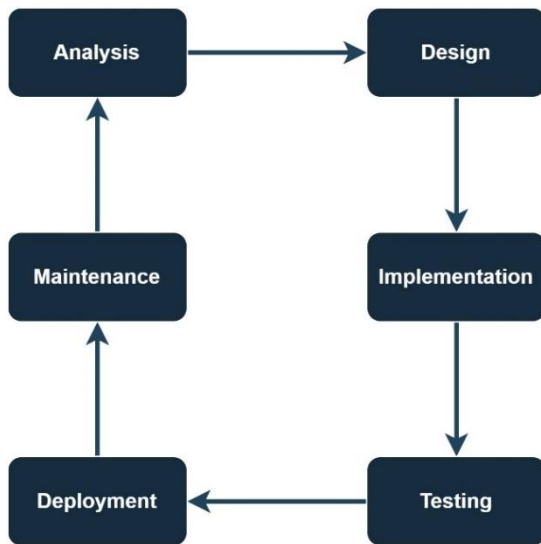 Analysis
Design
Maintenance
Implementation
Deployment
Testing